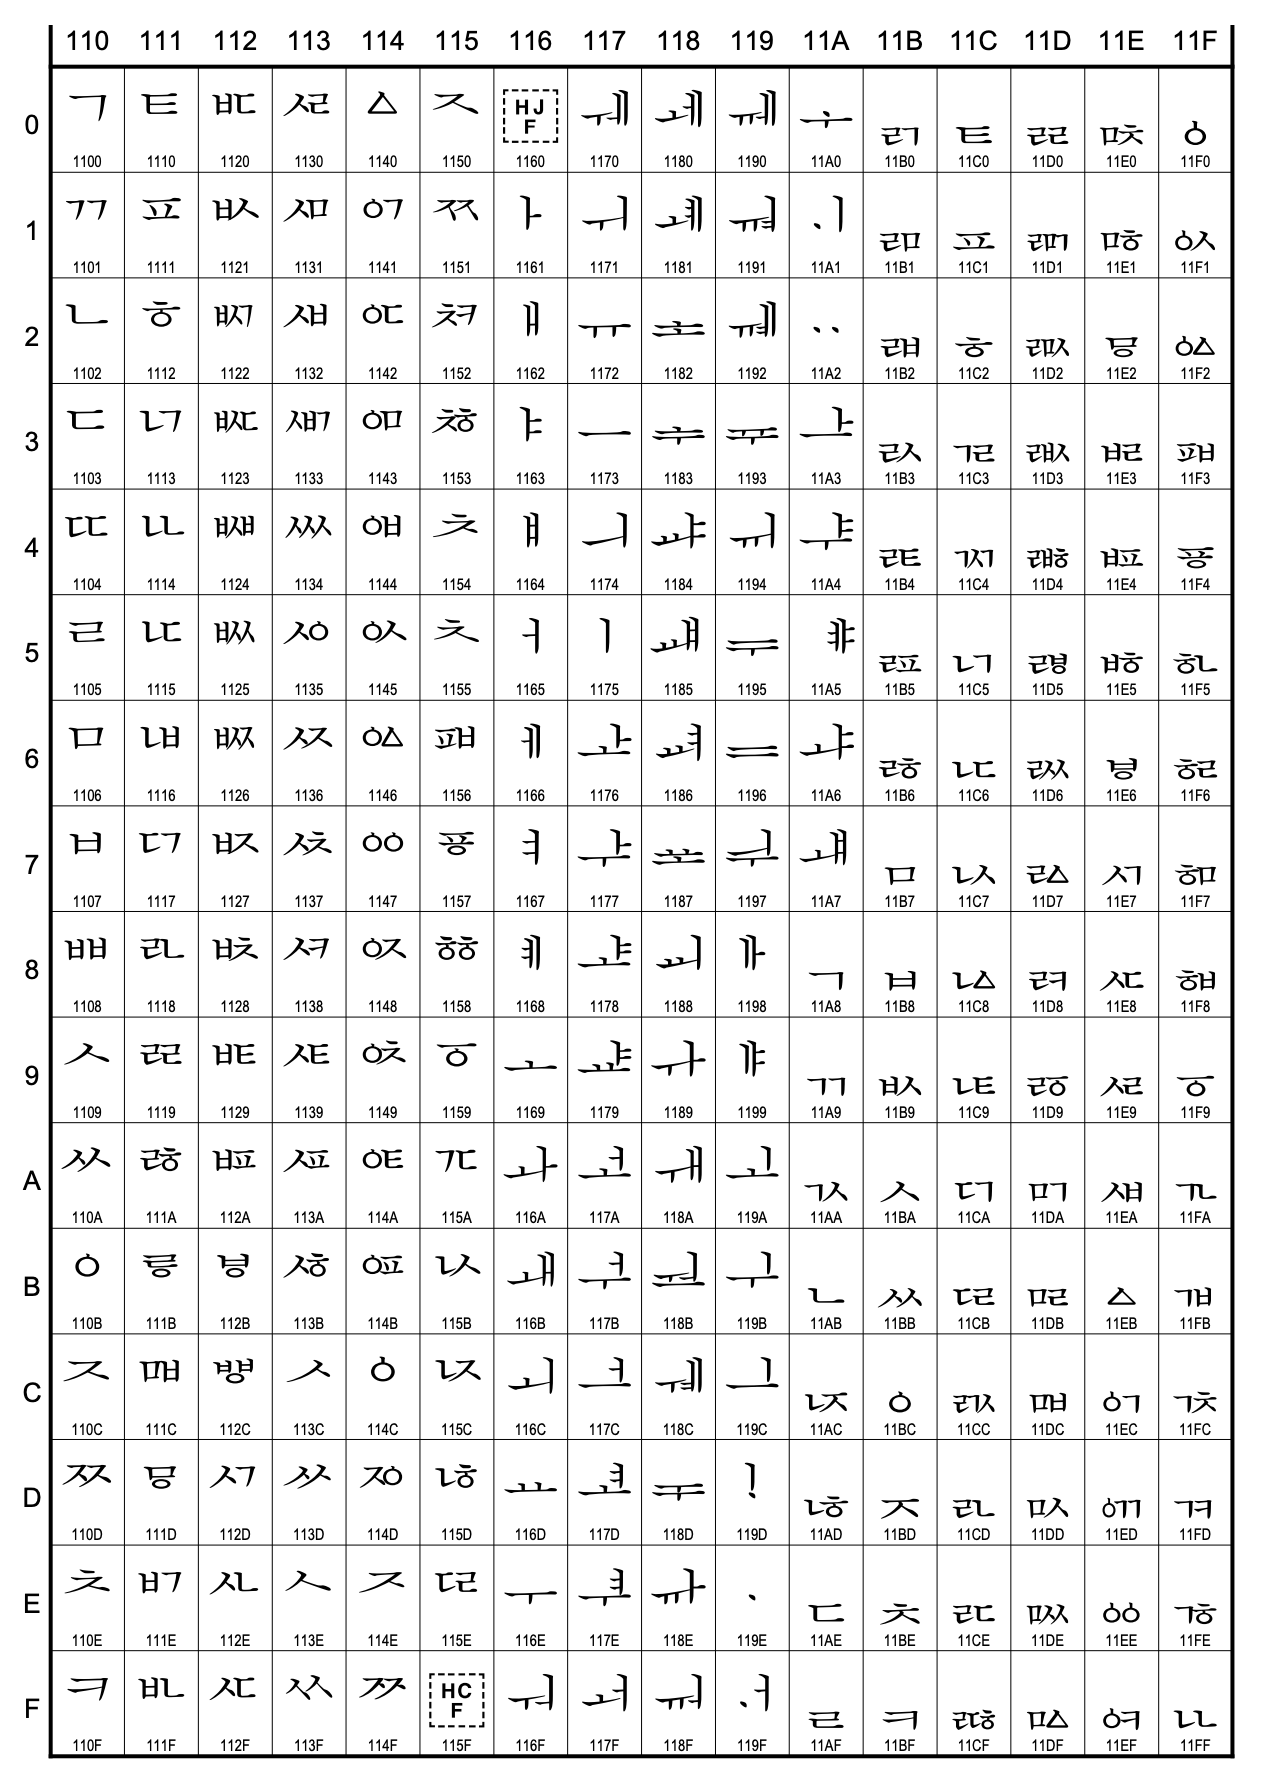 110 111 112 113 114 115 116 117 118 119 11A 11B 11C 11D 11E 11F
0 ᄀ ᄐ ᄠ ᄰ ᅀ ᅐ HJ F ᅰ ᆀ ᆐ ᆠ ᆰ ᇀ ᇐ ᇠ ᇰ
1100 1110 1120 1130 1140 1150 1160 1170 1180 1190 11A0 11B0 11C0 11D0 11E0 11F0
1 ᄁ ᄑ ᄡ ᄱ ᅁ ᅑ ᅡ ᅱ ᆁ ᆑ ᆡ ᆱ ᇁ ᇑ ᇡ ᇱ
1101 1111 1121 1131 1141 1151 1161 1171 1181 1191 11A1 11B1 11C1 11D1 11E1 11F1
2 ᄂ ᄒ ᄢ ᄲ ᅂ ᅒ ᅢ ᅲ ᆂ ᆒ ᆢ ᆲ ᇂ ᇒ ᇢ ᇲ
1102 1112 1122 1132 1142 1152 1162 1172 1182 1192 11A2 11B2 11C2 11D2 11E2 11F2
3 ᄃ ᄓ ᄣ ᄳ ᅃ ᅓ ᅣ ᅳ ᆃ ᆓ ᆣ ᆳ ᇃ ᇓ ᇣ ᇳ
1103 1113 1123 1133 1143 1153 1163 1173 1183 1193 11A3 11B3 11C3 11D3 11E3 11F3
4 ᄄ ᄔ ᄤ ᄴ ᅄ ᅔ ᅤ ᅴ ᆄ ᆔ ᆤ ᆴ ᇄ ᇔ ᇤ ᇴ
1104 1114 1124 1134 1144 1154 1164 1174 1184 1194 11A4 11B4 11C4 11D4 11E4 11F4
5 ᄅ ᄕ ᄥ ᄵ ᅅ ᅕ ᅥ ᅵ ᆅ ᆕ ᆥ ᆵ ᇅ ᇕ ᇥ ᇵ
1105 1115 1125 1135 1145 1155 1165 1175 1185 1195 11A5 11B5 11C5 11D5 11E5 11F5
6 ᄆ ᄖ ᄦ ᄶ ᅆ ᅖ ᅦ ᅶ ᆆ ᆖ ᆦ ᆶ ᇆ ᇖ ᇦ ᇶ
1106 1116 1126 1136 1146 1156 1166 1176 1186 1196 11A6 11B6 11C6 11D6 11E6 11F6
7 ᄇ ᄗ ᄧ ᄷ ᅇ ᅗ ᅧ ᅷ ᆇ ᆗ ᆧ ᆷ ᇇ ᇗ ᇧ ᇷ
1107 1117 1127 1137 1147 1157 1167 1177 1187 1197 11A7 11B7 11C7 11D7 11E7 11F7
8 ᄈ ᄘ ᄨ ᄸ ᅈ ᅘ ᅨ ᅸ ᆈ ᆘ ᆨ ᆸ ᇈ ᇘ ᇨ ᇸ
1108 1118 1128 1138 1148 1158 1168 1178 1188 1198 11A8 11B8 11C8 11D8 11E8 11F8
9 ᄉ ᄙ ᄩ ᄹ ᅉ ᅙ ᅩ ᅹ ᆉ ᆙ ᆩ ᆹ ᇉ ᇙ ᇩ ᇹ
1109 1119 1129 1139 1149 1159 1169 1179 1189 1199 11A9 11B9 11C9 11D9 11E9 11F9
A ᄊ ᄚ ᄪ ᄺ ᅊ ᅚ ᅪ ᅺ ᆊ ᆚ ᆪ ᆺ ᇊ ᇚ ᇪ ᇺ
110A 111A 112A 113A 114A 115A 116A 117A 118A 119A 11AA 11BA 11CA 11DA 11EA 11FA
B ᄋ ᄛ ᄫ ᄻ ᅋ ᅛ ᅫ ᅻ ᆋ ᆛ ᆫ ᆻ ᇋ ᇛ ᇫ ᇻ
110B 111B 112B 113B 114B 115B 116B 117B 118B 119B 11AB 11BB 11CB 11DB 11EB 11FB
C ᄌ ᄜ ᄬ ᄼ ᅌ ᅜ ᅬ ᅼ ᆌ ᆜ ᆬ ᆼ ᇌ ᇜ ᇬ ᇼ
110C 111C 112C 113C 114C 115C 116C 117C 118C 119C 11AC 11BC 11CC 11DC 11EC 11FC
D ᄍ ᄝ ᄭ ᄽ ᅍ ᅝ ᅭ ᅽ ᆍ ᆝ ᆭ ᆽ ᇍ ᇝ ᇭ ᇽ
110D 111D 112D 113D 114D 115D 116D 117D 118D 119D 11AD 11BD 11CD 11DD 11ED 11FD
E ᄎ ᄞ ᄮ ᄾ ᅎ ᅞ ᅮ ᅾ ᆎ ᆞ ᆮ ᆾ ᇎ ᇞ ᇮ ᇾ
110E 111E 112E 113E 114E 115E 116E 117E 118E 119E 11AE 11BE 11CE 11DE 11EE 11FE
F ᄏ ᄟ ᄯ ᄿ ᅏ HC F ᅯ ᅿ ᆏ ᆟ ᆯ ᆿ ᇏ ᇟ ᇯ ᇿ
110F 111F 112F 113F 114F 115F 116F 117F 118F 119F 11AF 11BF 11CF 11DF 11EF 11FF